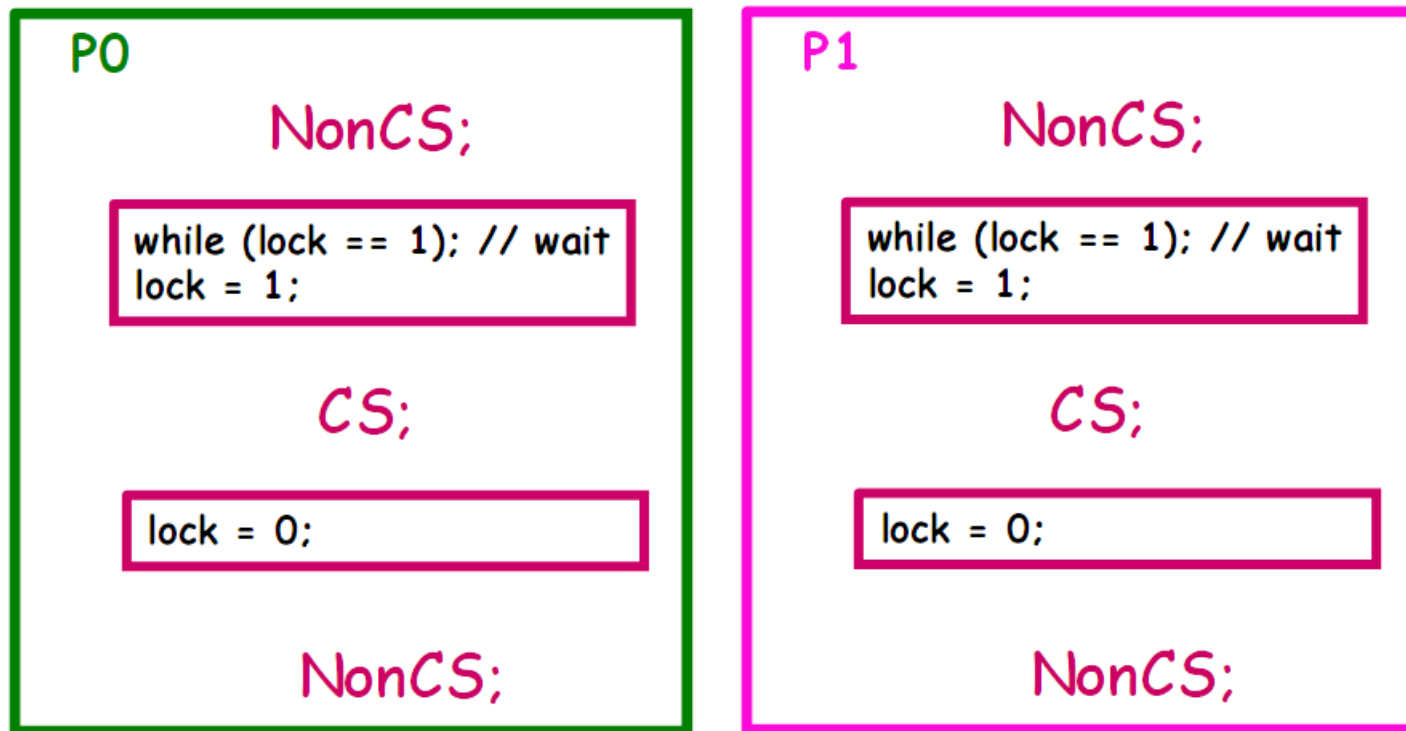 P0
NonCS;
while (lock == 1); // wait
lock = 1;
CS;
lock = 0;
NonCS;
P1
NonCS;
while (lock == 1); // wait
lock = 1;
CS;
lock = 0;
NonCS;